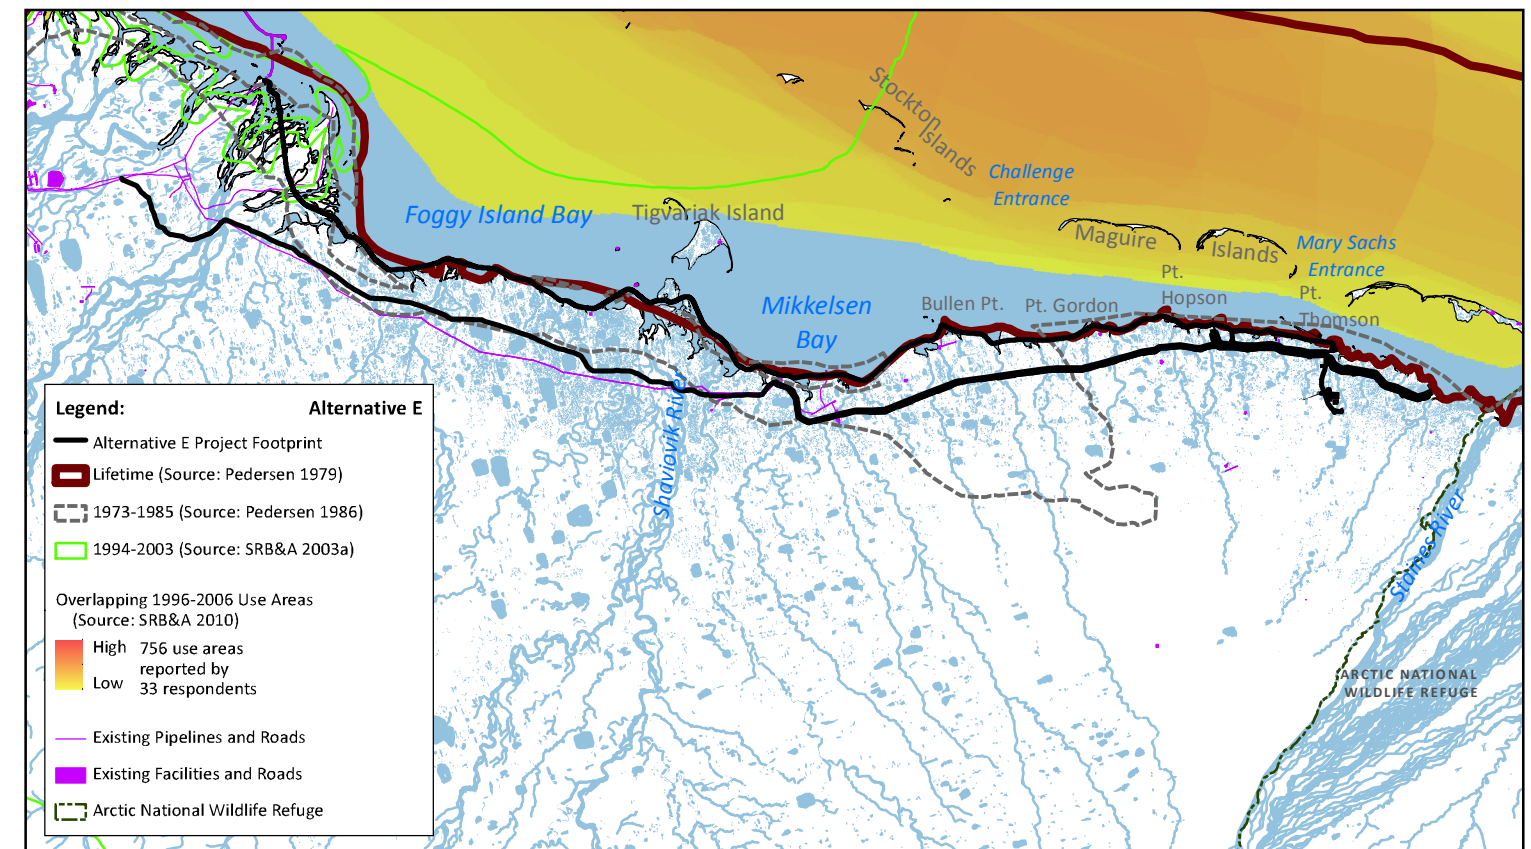 Stockton
Islands
Challenge
Entrance
Foggy Island Bay
Tigvariak Island
Maguire
Islands
Mary Sachs
Entrance
Pt.
Hopson
Pt.
Thomson
Mikkelsen
Bay
Bullen Pt.
Pt. Gordon
Shaviovik River
Staines River
ARCTIC NATIONAL
WILDLIFE REFUGE
Legend: Alternative E
Alternative E Project Footprint
Lifetime (Source: Pedersen 1979)
1973-1985 (Source: Pedersen 1986)
1994-2003 (Source: SRB&A 2003a)
Overlapping 1996-2006 Use Areas
(Source: SRB&A 2010)
High 756 use areas
reported by
Low 33 respondents
Existing Pipelines and Roads
Existing Facilities and Roads
Arctic National Wildlife Refuge